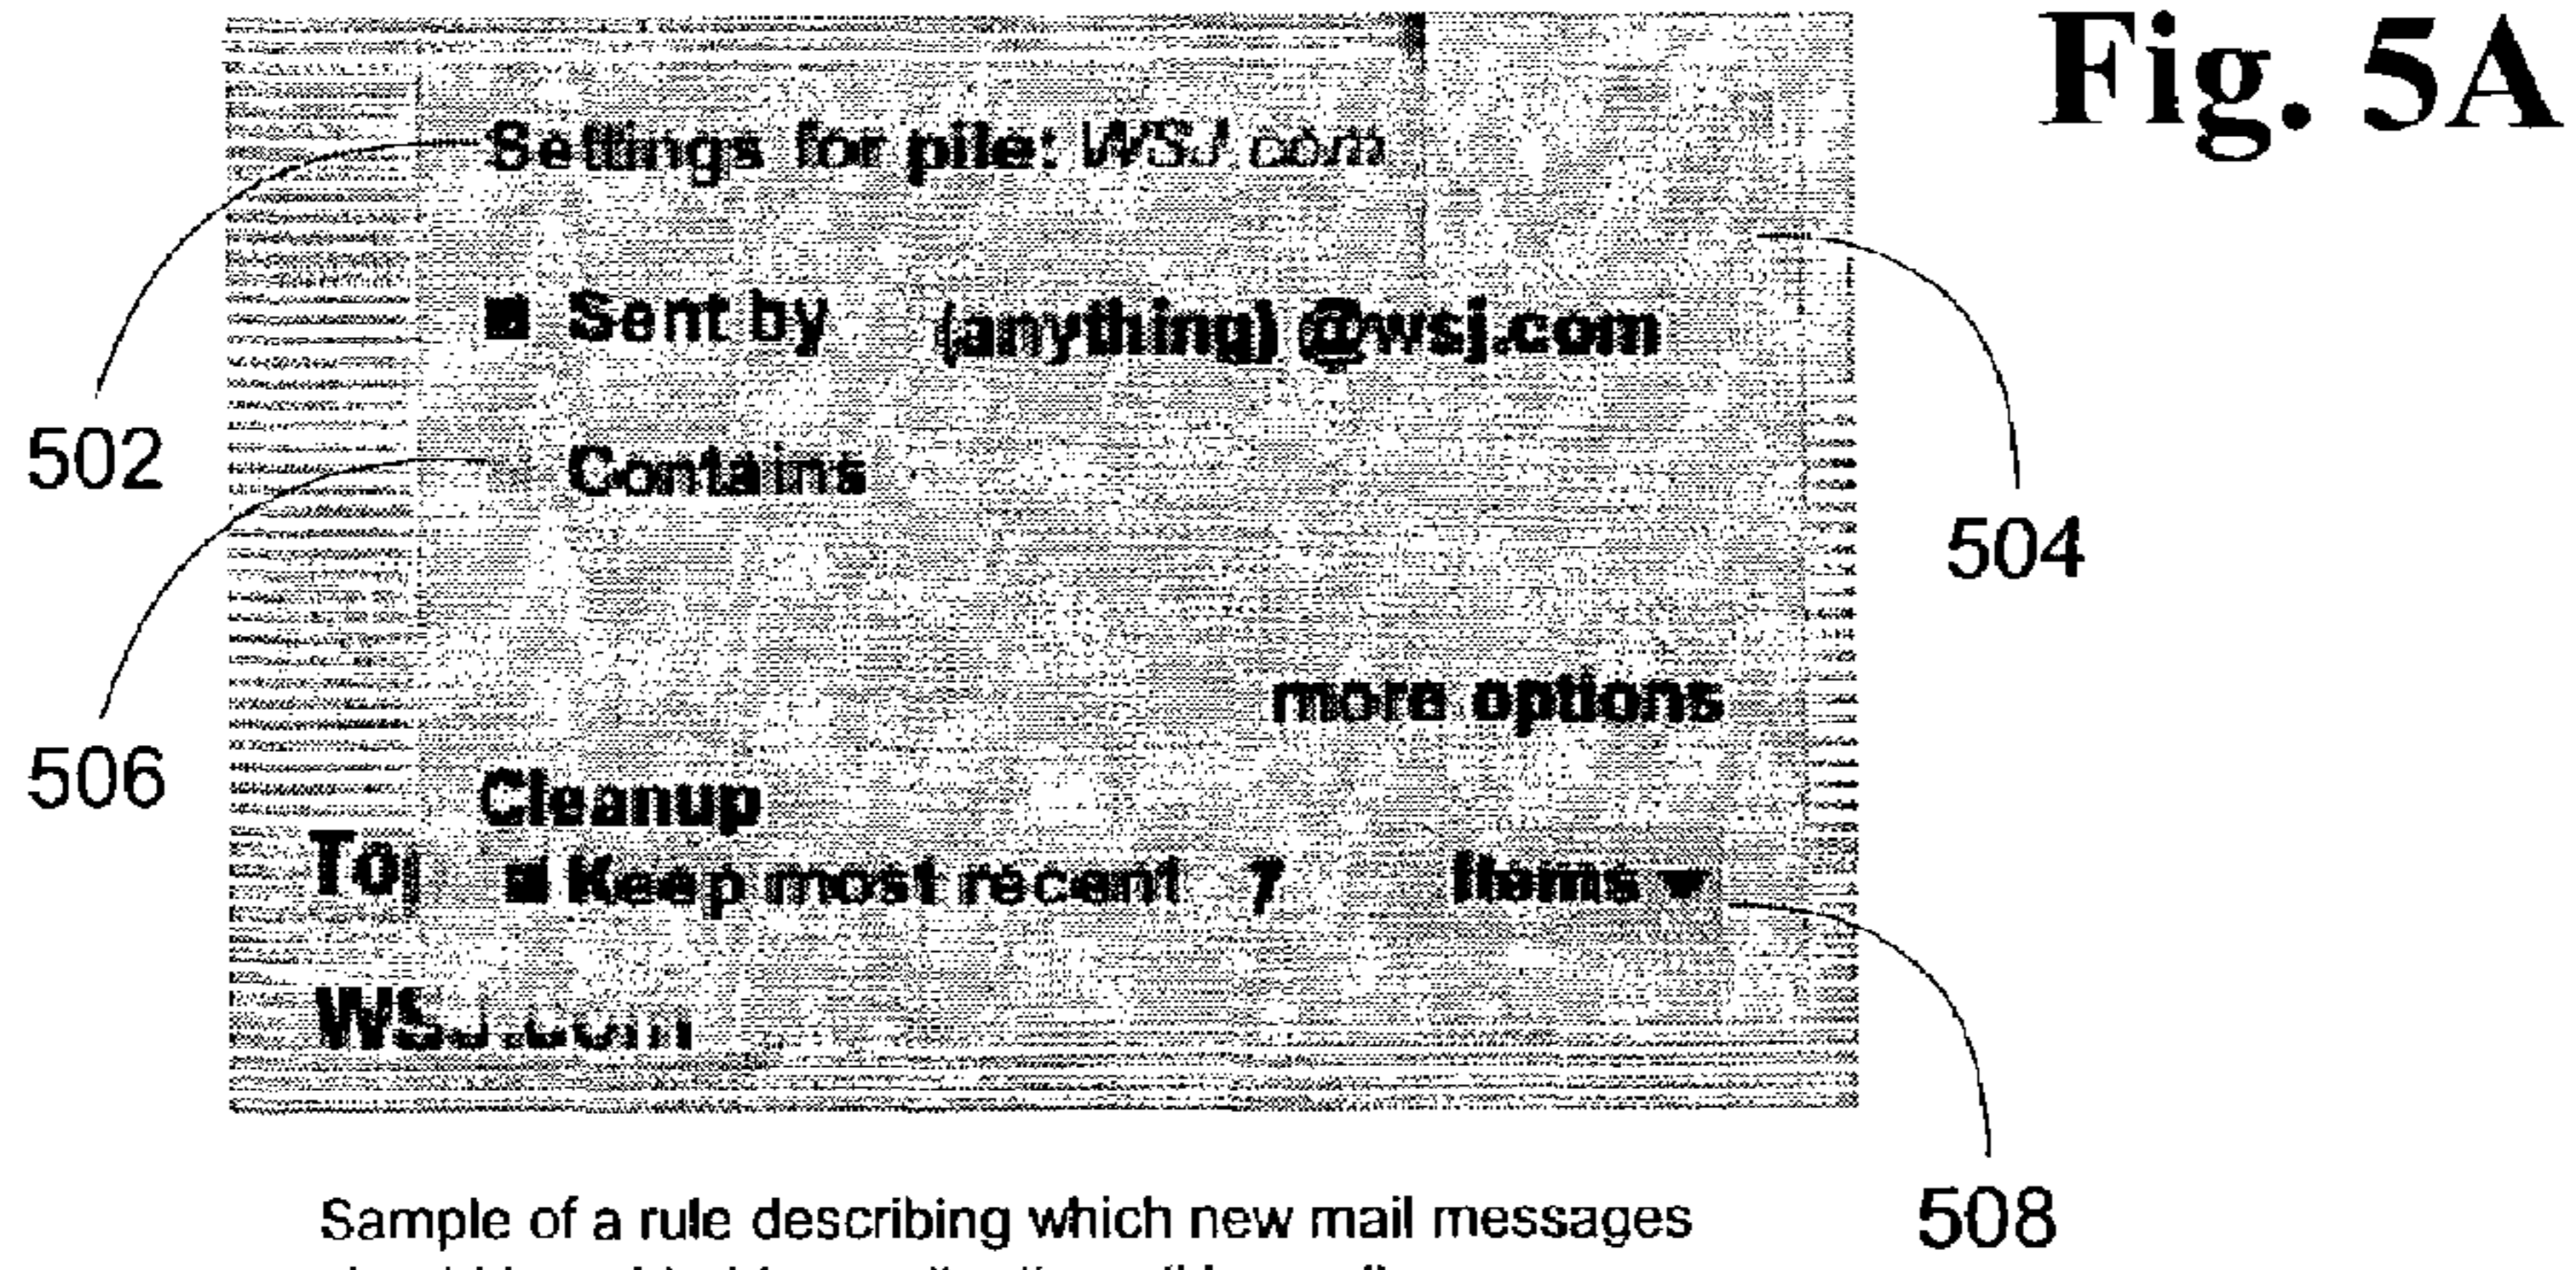 Fig. 5A
Settings for pile: WSJ.com
Sent by (anything) @wsj.com
502
Contains
504
more options
506
Cleanup
To
Keep most recent 7 Items
WSJ.com
Sample of a rule describing which new mail messages
508